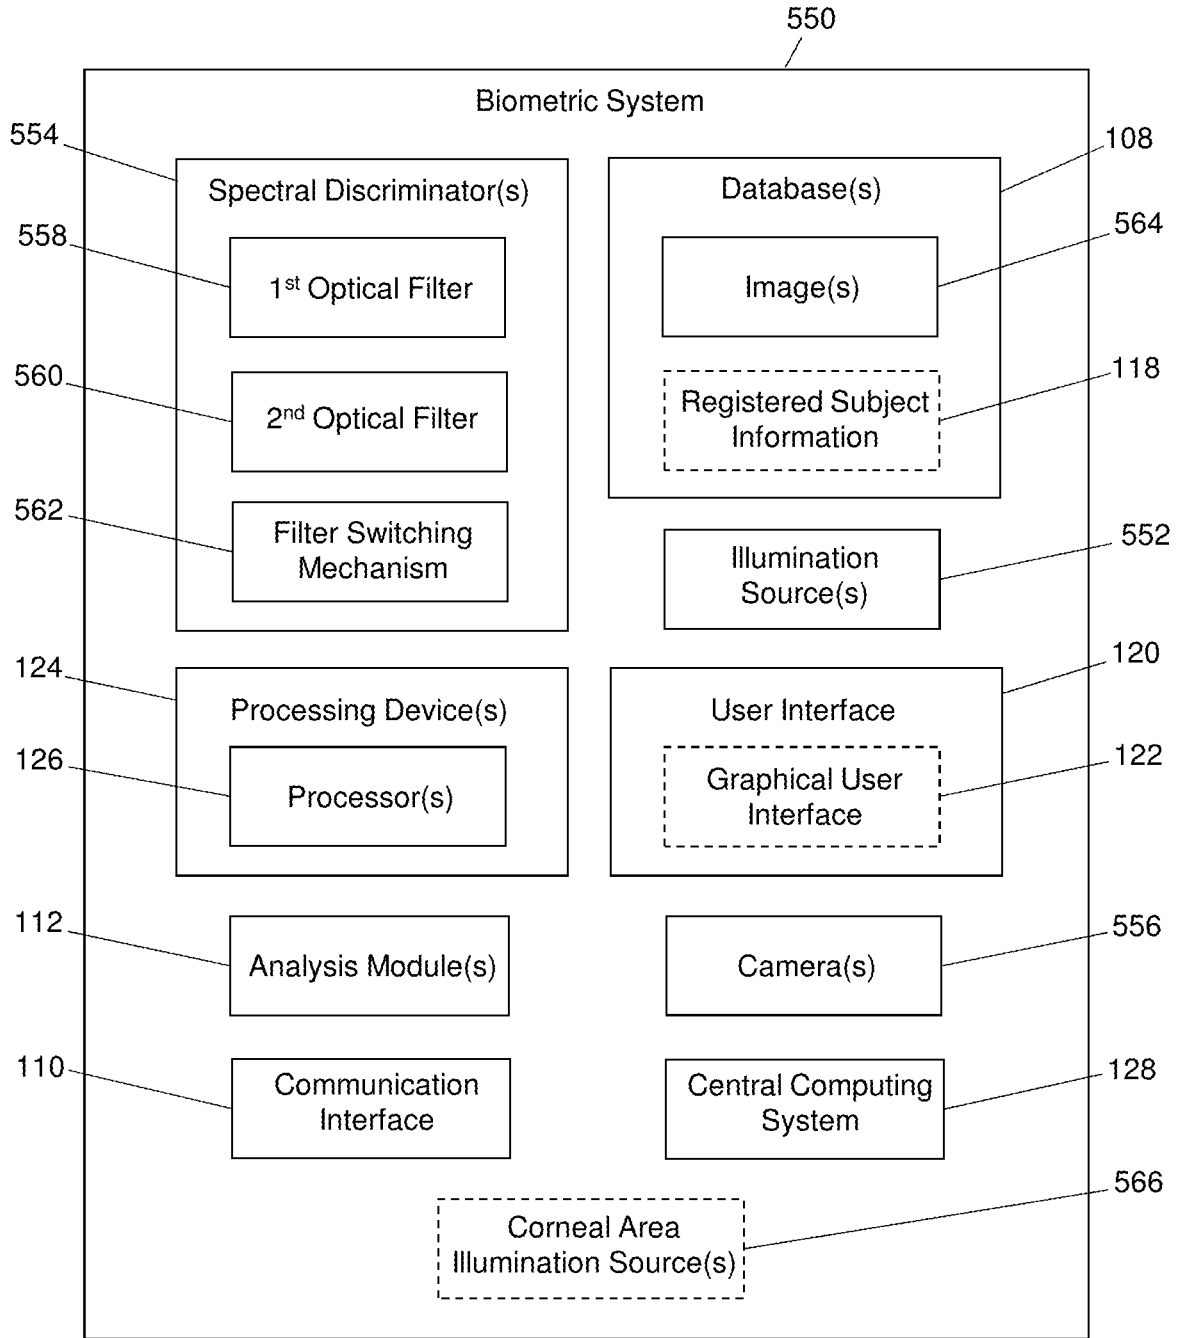 550
Biometric System
554
Spectral Discriminator(s)
558
1st Optical Filter
560
2nd Optical Filter
562
Filter Switching
Mechanism
108
Database(s)
564
Image(s)
118
Registered Subject
Information
552
Illumination
Source(s)
124
Processing Device(s)
126
Processor(s)
120
User Interface
122
Graphical User
Interface
112
Analysis Module(s)
556
Camera(s)
110
Communication
Interface
128
Central Computing
System
566
Corneal Area
Illumination Source(s)